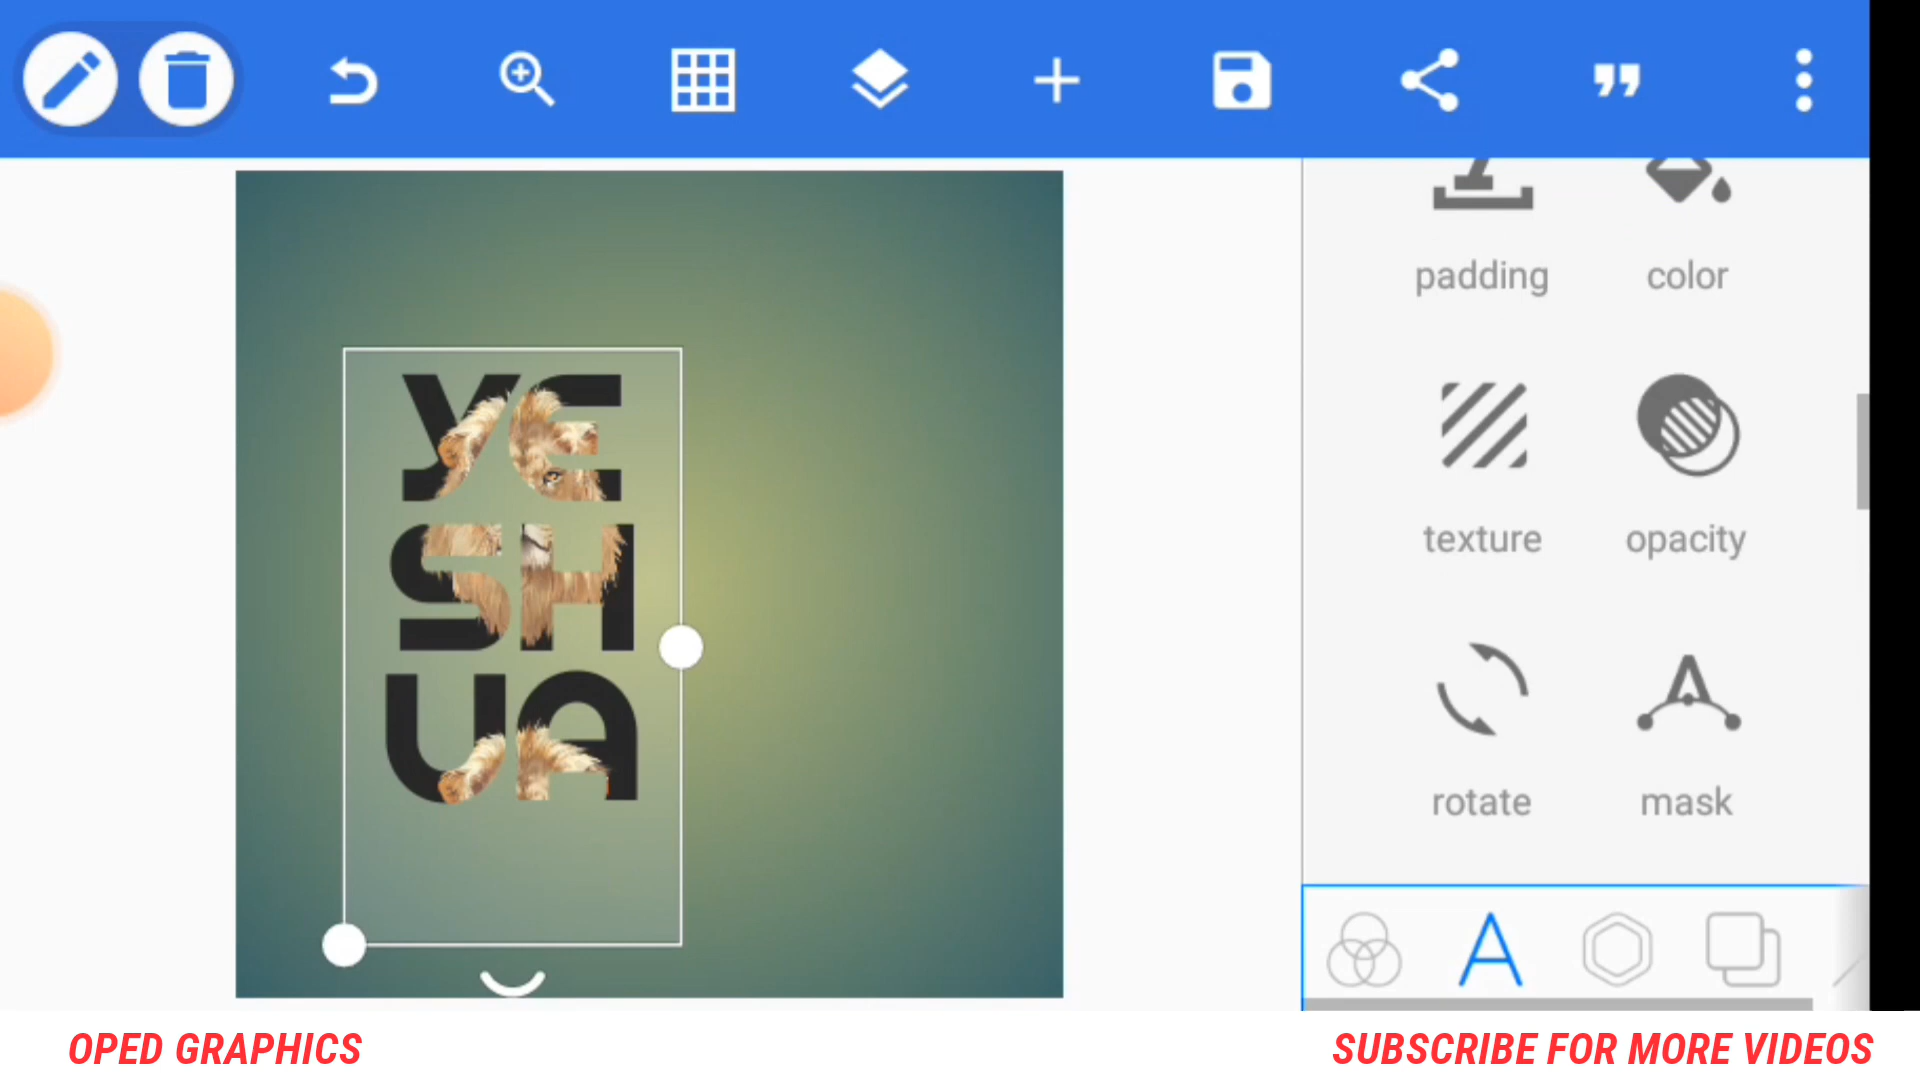 padding color
YE
texture opacity
SH
UA
rotate mask
OPED GRAPHICS
SUBSCRIBE FOR MORE VIDEOS